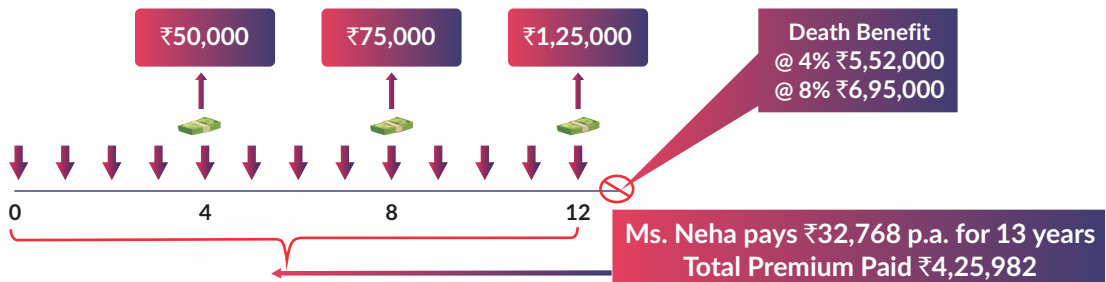 ₹50,000
₹75,000
₹1,25,000
Death Benefit
@ 4% ₹5,52,000
@ 8% ₹6,95,000
0
4
8
12
Ms. Neha pays ₹32,768 p.a. for 13 years
Total Premium Paid ₹4,25,982